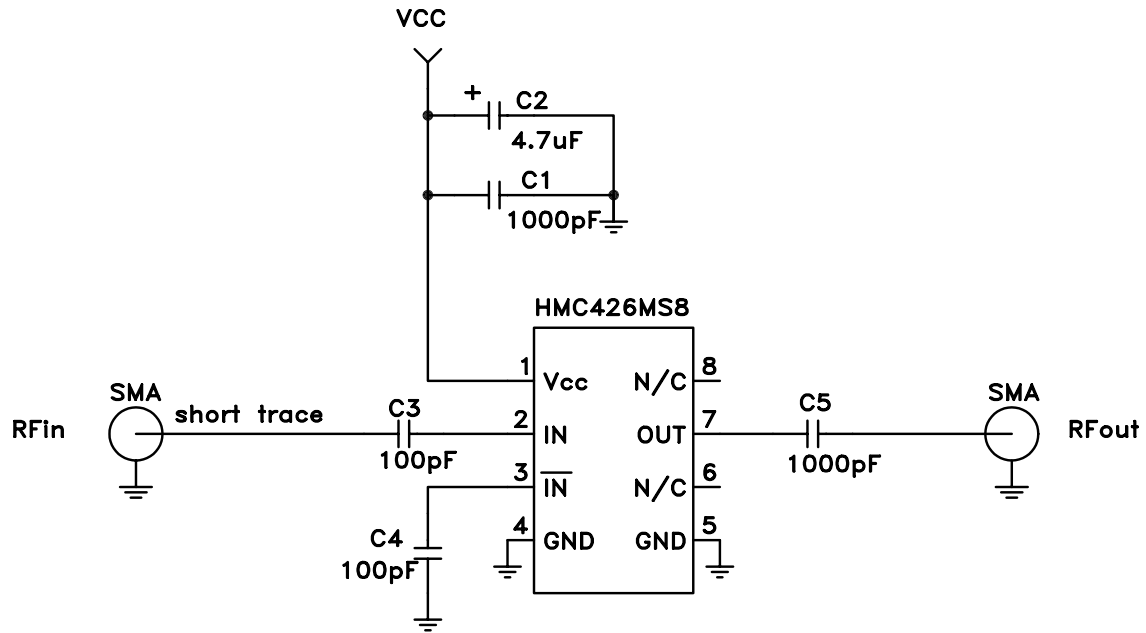 VCC
+ C2
4.7uF
C1
1000pF
HMC426MS8
1 Vcc N/C 8
SMA short trace C3 2 IN OUT 7 C5 SMA
RFin RFout
100pF 1000pF
3 IN N/C 6
C4 4 GND GND 5
100pF